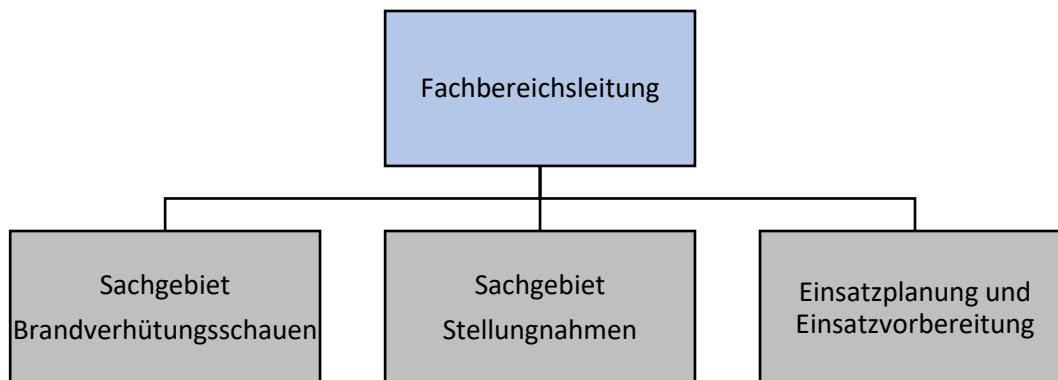 Fachbereichsleitung
Sachgebiet
Brandverhütungsschauen
Sachgebiet
Stellungnahmen
Einsatzplanung und
Einsatzvorbereitung